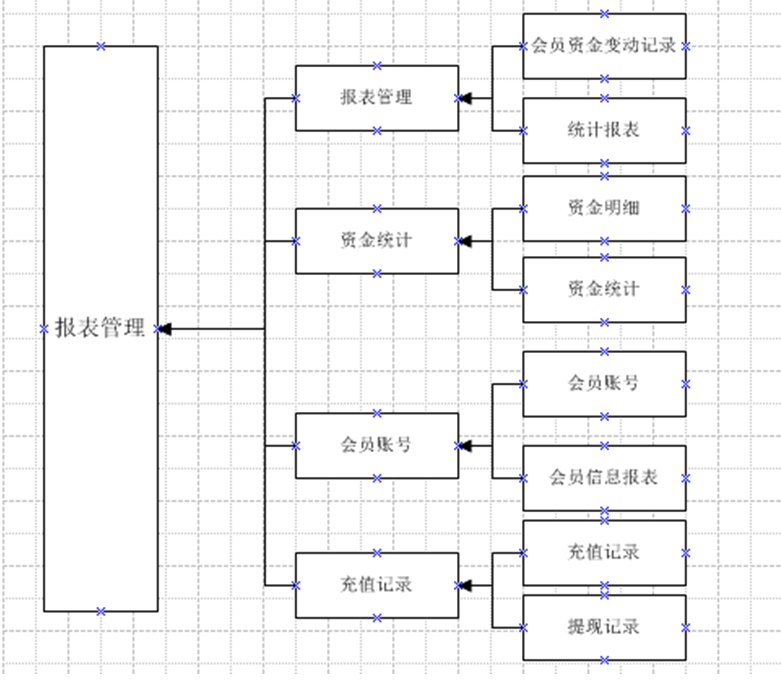 会员资金变动记录
报表管理
统计报表
资金明细
资金统计
资金统计
报表管理
会员账号
会员账号
会员信息报表
充值记录
充值记录
提现记录